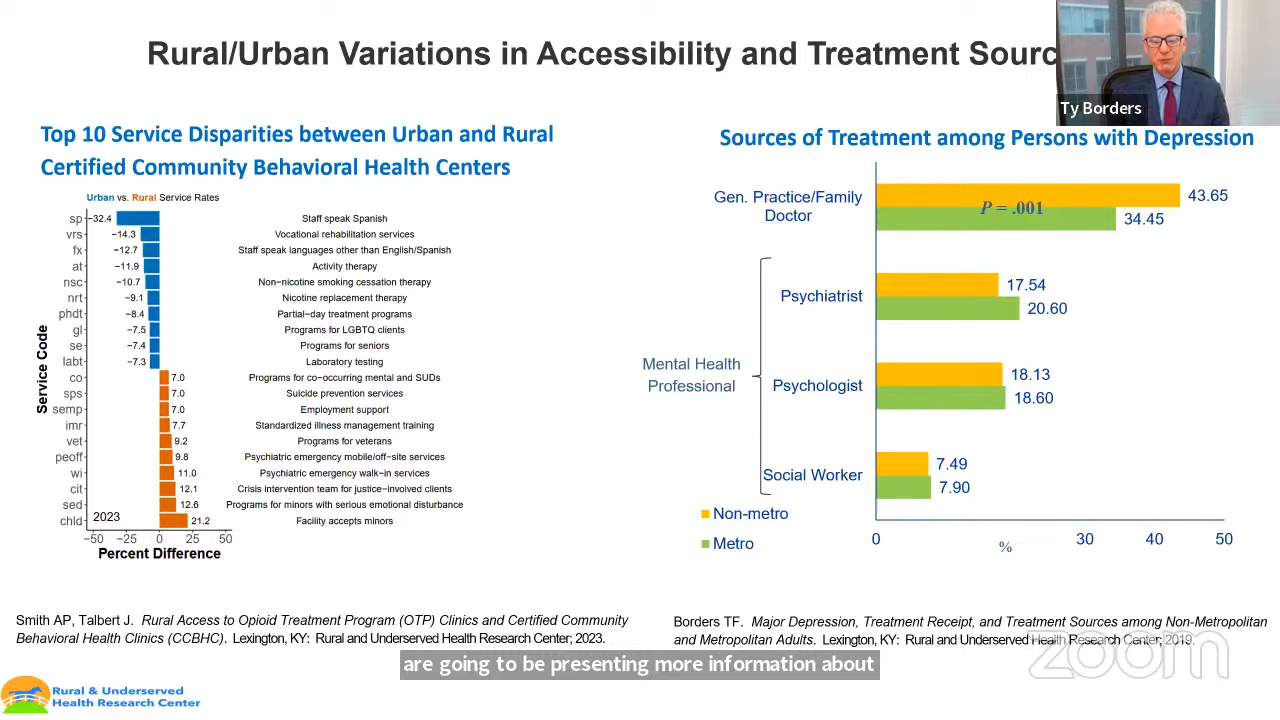 Rural/Urban Variations in Accessibility and Treatment Sourc
Ty Borders
Top 10 Service Disparities between Urban and Rural
Certified Community Behavioral Health Centers
Urban vs. Rural Service Rates
Service Code
sp −32.4 Staff speak Spanish
vrs −14.3 Vocational rehabilitation services
fx −12.7 Staff speak languages other than English/Spanish
at −11.9 Activity therapy
nsc −10.7 Non−nicotine smoking cessation therapy
nrt −9.1 Nicotine replacement therapy
phdt −8.4 Partial−day treatment programs
gl −7.5 Programs for LGBTQ clients
se −7.4 Programs for seniors
labt −7.3 Laboratory testing
co 7.0 Programs for co−occurring mental and SUDs
sps 7.0 Suicide prevention services
semp 7.0 Employment support
imr 7.7 Standardized illness management training
vet 9.2 Programs for veterans
peoff 9.8 Psychiatric emergency mobile/off−site services
wi 11.0 Psychiatric emergency walk−in services
cit 12.1 Crisis intervention team for justice−involved clients
sed 12.6 Programs for minors with serious emotional disturbance
chld 21.2 Facility accepts minors
2023
−50 −25 0 25 50
Percent Difference
Sources of Treatment among Persons with Depression
Gen. Practice/Family
Doctor
43.65
P = .001
34.45
Psychiatrist
17.54
20.60
Mental Health
Professional
Psychologist
18.13
18.60
Social Worker
7.49
7.90
Non-metro
Metro
0 % 30 40 50
Smith AP, Talbert J. Rural Access to Opioid Treatment Program (OTP) Clinics and Certified Community
Behavioral Health Clinics (CCBHC). Lexington, KY: Rural and Underserved Health Research Center; 2023.
Borders TF. Major Depression, Treatment Receipt, and Treatment Sources among Non-Metropolitan
and Metropolitan Adults. Lexington, KY: Rural and Underserved Health Research Center; 2019.
are going to be presenting more information about
zoom
Rural & Underserved
Health Research Center